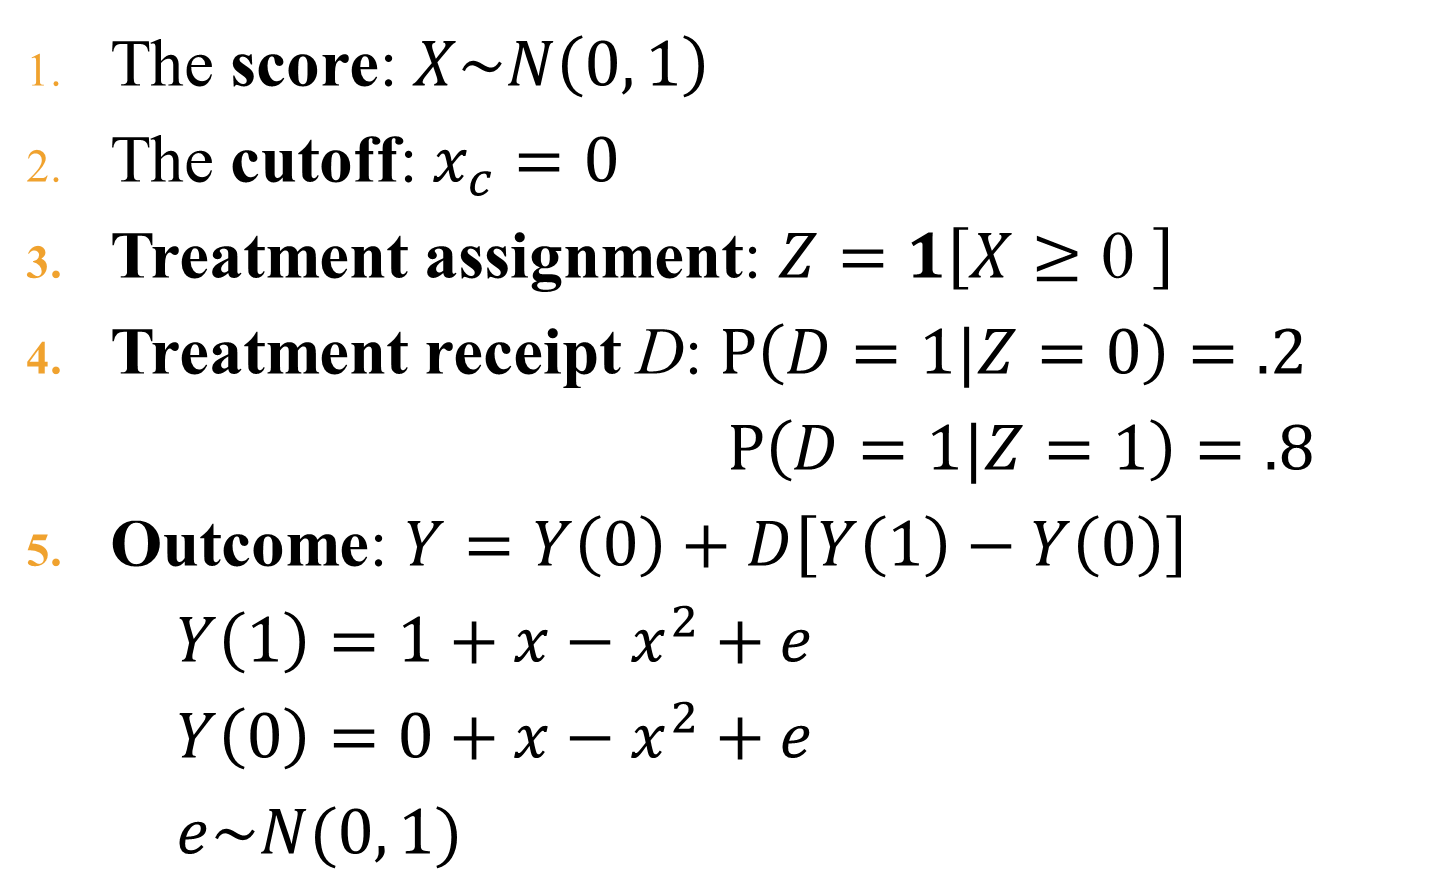 1. The score: X~N(0, 1)
2. The cutoff: x_c = 0
3. Treatment assignment: Z = 1[X ≥ 0 ]
4. Treatment receipt D: P(D = 1|Z = 0) = .2
P(D = 1|Z = 1) = .8
5. Outcome: Y = Y(0) + D[Y(1) − Y(0)]
Y(1) = 1 + x − x² + e
Y(0) = 0 + x − x² + e
e~N(0, 1)